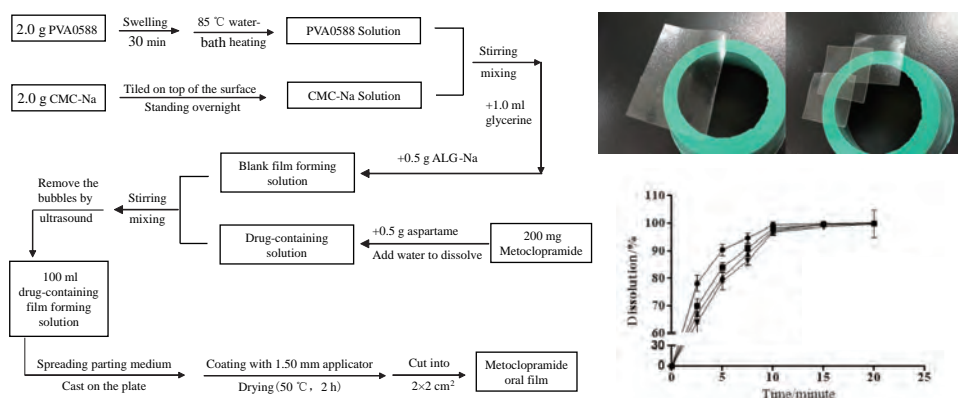 2.0 g PVA0588
Swelling
30 min
85 ℃ water-
bath heating
PVA0588 Solution
2.0 g CMC-Na
Tiled on top of the surface
Standing overnight
CMC-Na Solution
Stirring
mixing
+1.0 ml
glycerine
+0.5 g ALG-Na
Blank film forming
solution
Remove the
bubbles by
ultrasound
Stirring
mixing
Drug-containing
solution
+0.5 g aspartame
Add water to dissolve
200 mg
Metoclopramide
100 ml
drug-containing
film forming
solution
Spreading parting medium
Cast on the plate
Coating with 1.50 mm applicator
Drying(50 ℃, 2 h)
Cut into
2×2 cm²
Metoclopramide
oral film
Dissolution/%
110
100
90
80
70
60
30
0
0
5
10
15
20
25
Time/minute